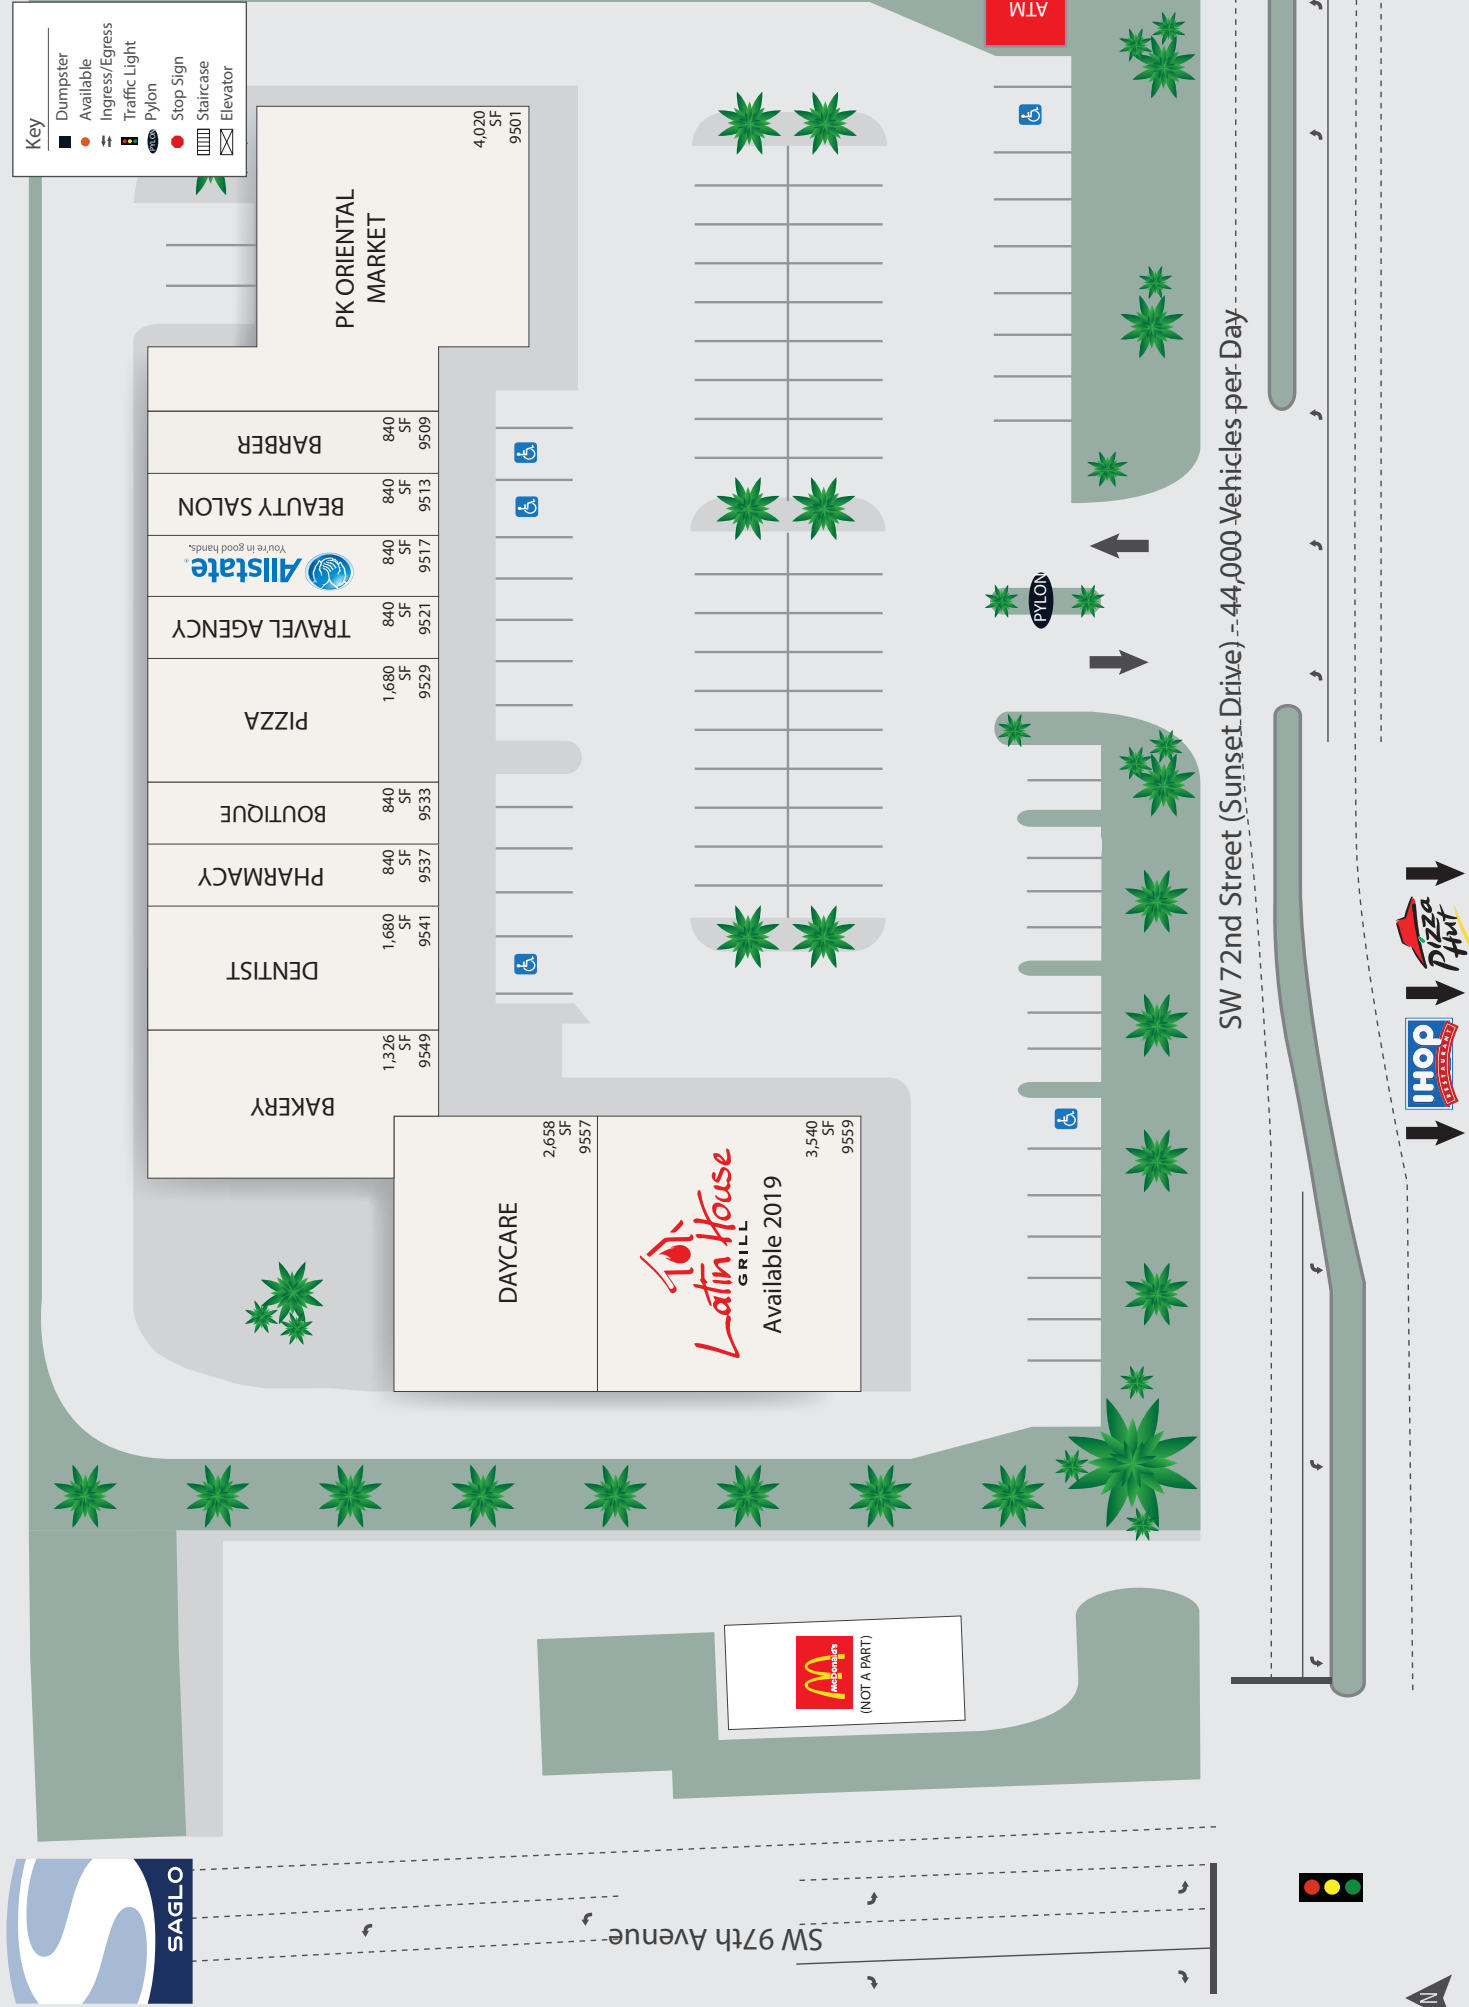 Key
Dumpster
Available
Ingress/Egress
Traffic Light
PYLON
Pylon
Stop Sign
Staircase
Elevator
ATM
PK ORIENTAL
MARKET
4,020
SF
9501
BARBER
840
SF
9509
BEAUTY SALON
840
SF
9513
Allstate®
You're in good hands.
840
SF
9517
TRAVEL AGENCY
840
SF
9521
PIZZA
1,680
SF
9529
BOUTIQUE
840
SF
9533
PHARMACY
840
SF
9537
DENTIST
1,680
SF
9541
BAKERY
1,326
SF
9549
DAYCARE
2,658
SF
9557
Latin House
GRILL
Available 2019
3,540
SF
9559
PYLON
SW 72nd Street (Sunset Drive) - 44,000 Vehicles per Day
Pizza
Hut
IHOP
RESTAURANT
McDonald's
(NOT A PART)
SW 97th Avenue
SAGLO
N